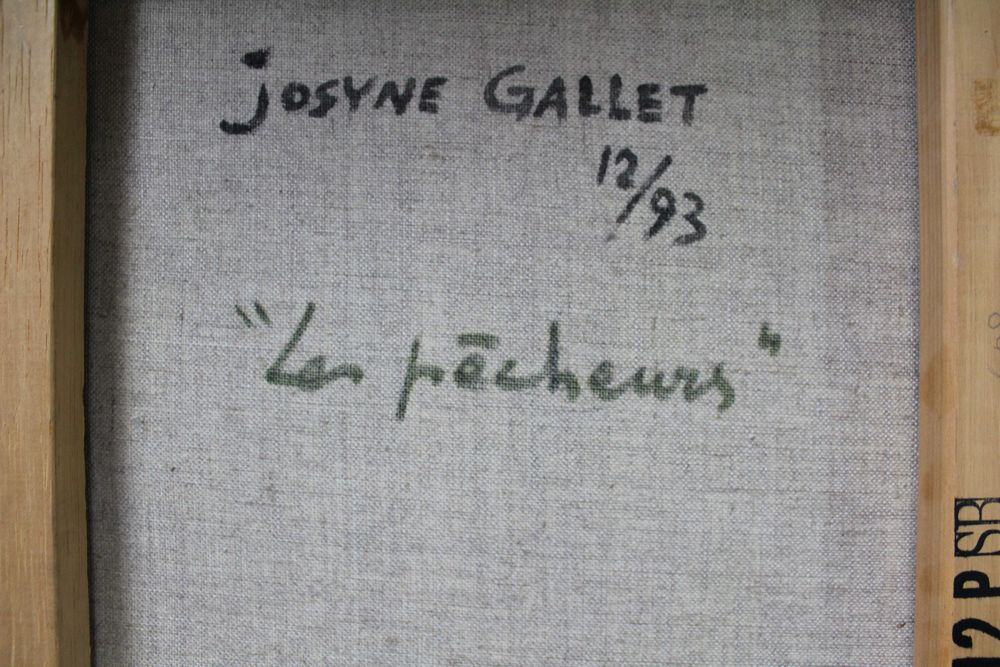 JOSYNE GALLET
12/93
"Les pêcheurs"
12 P SB